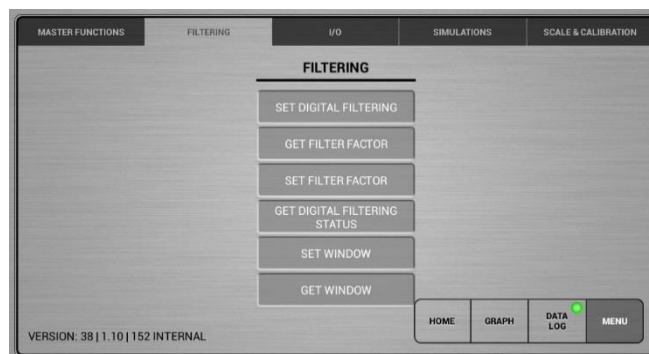 MASTER FUNCTIONS
FILTERING
I/O
SIMULATIONS
SCALE & CALIBRATION
FILTERING
SET DIGITAL FILTERING
GET FILTER FACTOR
SET FILTER FACTOR
GET DIGITAL FILTERING
STATUS
SET WINDOW
GET WINDOW
HOME
GRAPH
DATA
LOG
MENU
VERSION: 38 | 1.10 | 152 INTERNAL